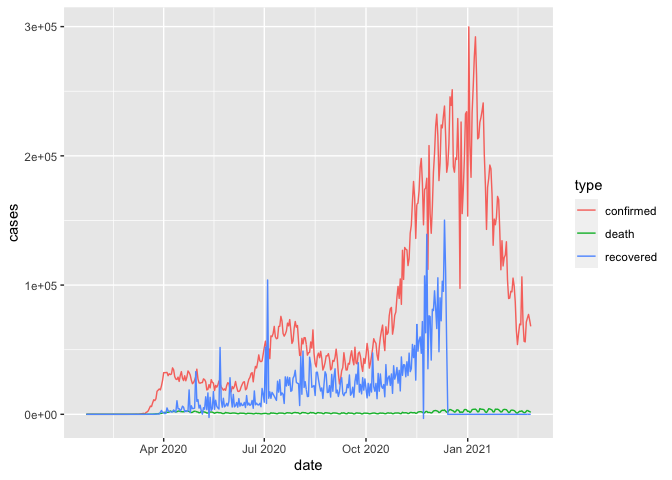 3e+05
2e+05
1e+05
0e+00
cases
Apr 2020
Jul 2020
Oct 2020
Jan 2021
date
type
confirmed
death
recovered